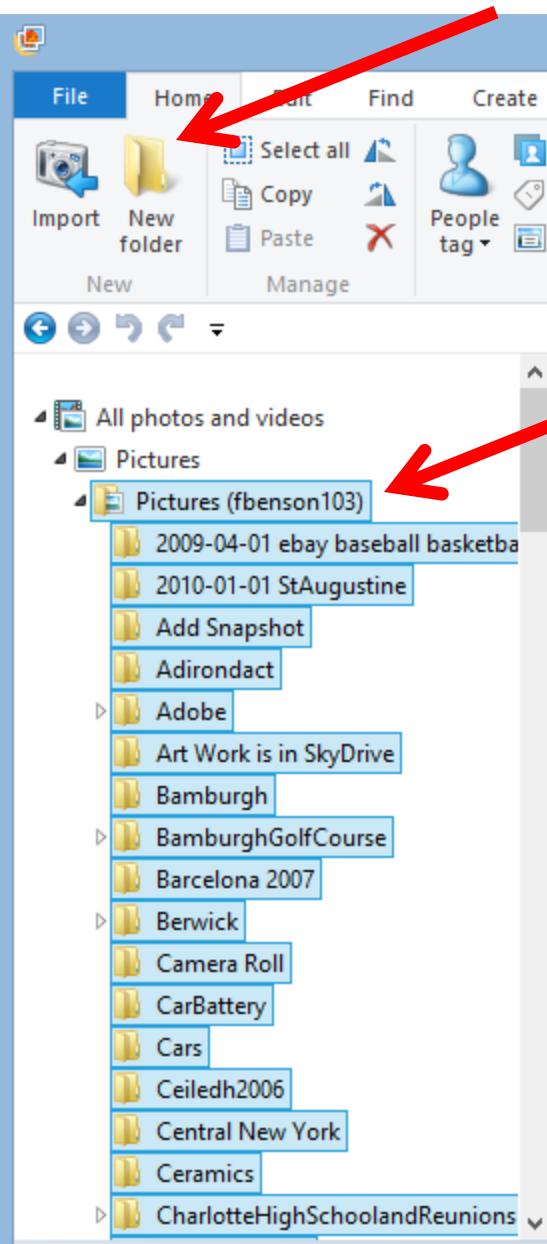 File Home Edit Find Create
Select all
Copy
Import New folder Paste People tag
New Manage
All photos and videos
Pictures
Pictures (fbenson103)
2009-04-01 ebay baseball basketba
2010-01-01 StAugustine
Add Snapshot
Adirondact
Adobe
Art Work is in SkyDrive
Bamburgh
BamburghGolfCourse
Barcelona 2007
Berwick
Camera Roll
CarBattery
Cars
Ceiledh2006
Central New York
Ceramics
CharlotteHighSchoolandReunions